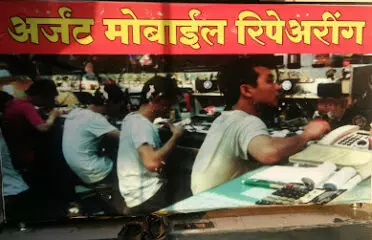 अर्जंट मोबाईल रिपेअरींग